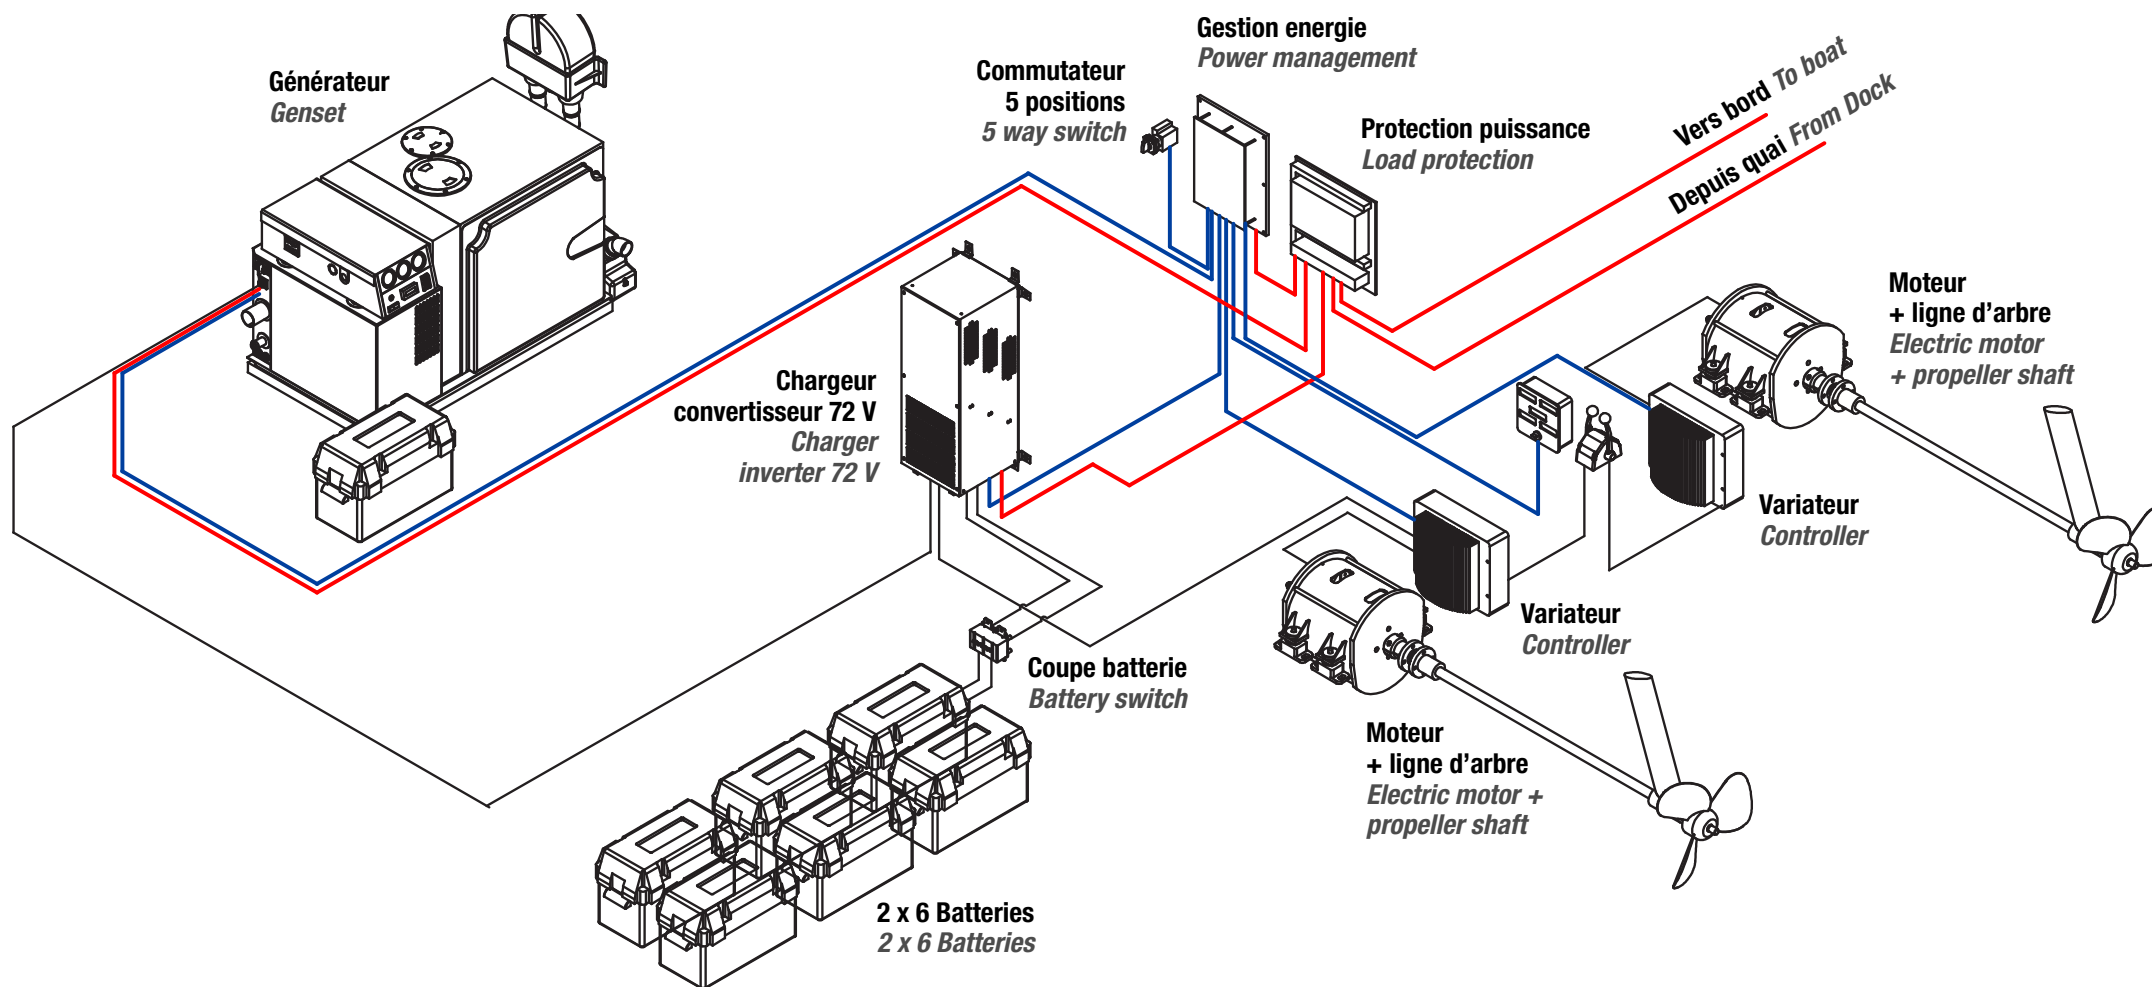 Générateur
Genset
Gestion energie
Power management
Commutateur
5 positions
5 way switch
Protection puissance
Load protection
Vers bord To boat
Depuis quai From Dock
Moteur
+ ligne d’arbre
Electric motor
+ propeller shaft
Chargeur
convertisseur 72 V
Charger
inverter 72 V
Variateur
Controller
Variateur
Controller
Coupe batterie
Battery switch
Moteur
+ ligne d’arbre
Electric motor +
propeller shaft
2 x 6 Batteries
2 x 6 Batteries